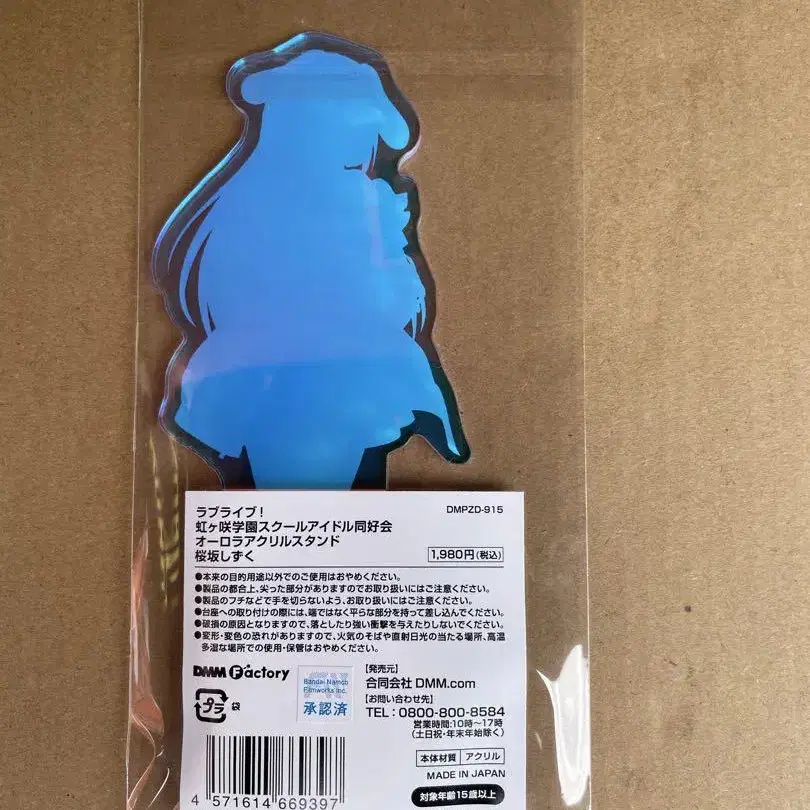 ラブライブ！
DMPZD-915
虹ヶ咲学園スクールアイドル同好会
オーロラアクリルスタンド
桜坂しずく
1,980円(税込)
●本来の目的用途以外でのご使用はおやめください。
●製品の都合上、尖った部分がありますのでお取り扱いにはご注意ください。
●製品のフチなどで手を切らないよう、お取り扱いにはご注意ください。
●台座への取り付けの際には、端ではなく平らな部分を持って差し込んでください。
●破損の原因となりますので、落としたり強い衝撃を与えたりしないでください。
●変形・変色の恐れがありますので、火気のそばや直射日光の当たる場所、高温
多湿な場所での使用・保管はおやめください。
DMM Factory
プラ 袋
Bandai Namco
Filmworks Inc.
承認済
【発売元】
合同会社 DMM.com
【お問い合わせ先】
TEL：0800-800-8584
営業時間：10時〜17時
(土日祝・年末年始除く)
本体材質 アクリル
MADE IN JAPAN
対象年齢15歳以上
4 571614 669397